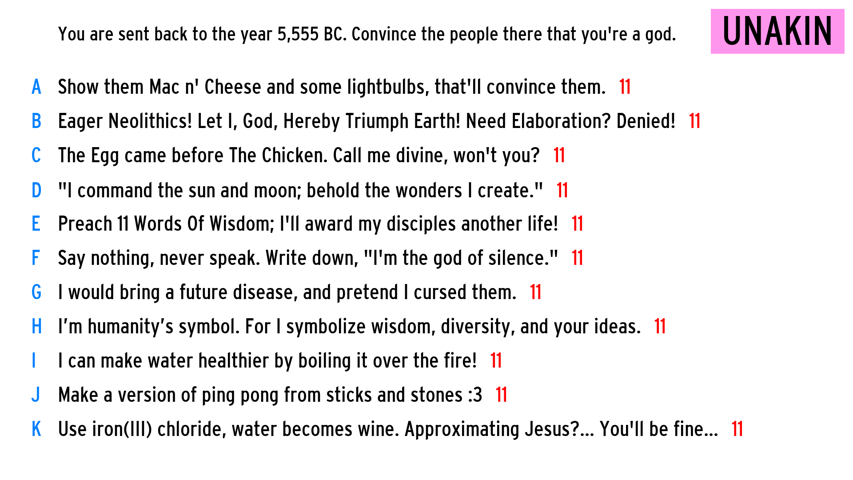 You are sent back to the year 5,555 BC. Convince the people there that you're a god.
UNAKIN
A Show them Mac n' Cheese and some lightbulbs, that'll convince them. 11
B Eager Neolithics! Let I, God, Hereby Triumph Earth! Need Elaboration? Denied! 11
C The Egg came before The Chicken. Call me divine, won't you? 11
D "I command the sun and moon; behold the wonders I create." 11
E Preach 11 Words Of Wisdom; I'll award my disciples another life! 11
F Say nothing, never speak. Write down, "I'm the god of silence." 11
G I would bring a future disease, and pretend I cursed them. 11
H I’m humanity’s symbol. For I symbolize wisdom, diversity, and your ideas. 11
I I can make water healthier by boiling it over the fire! 11
J Make a version of ping pong from sticks and stones :3 11
K Use iron(III) chloride, water becomes wine. Approximating Jesus?... You'll be fine... 11